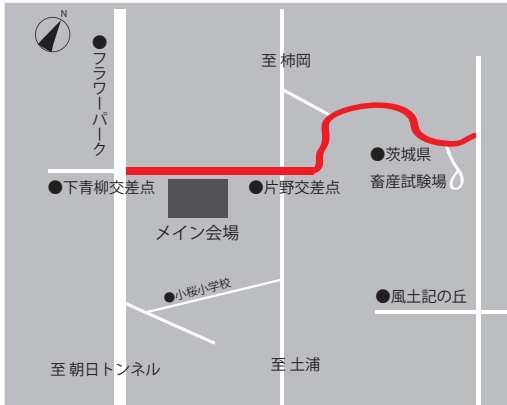 N
●フラワーパーク
至 柿岡
●茨城県
畜産試験場
●下青柳交差点
●片野交差点
メイン会場
●小桜小学校
●風土記の丘
至 朝日トンネル
至 土浦